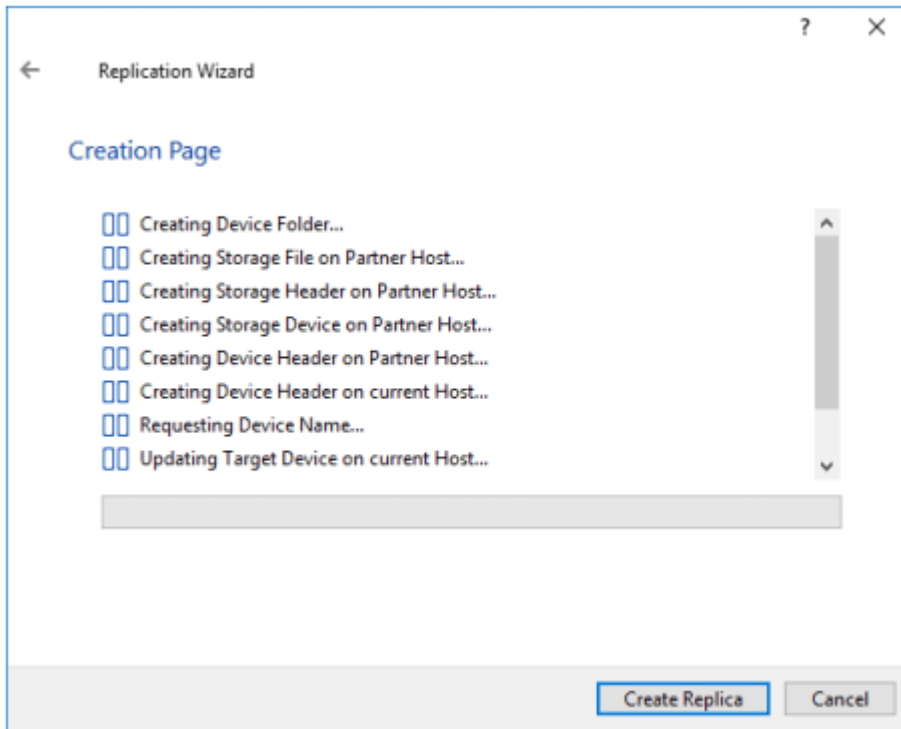 ?
Replication Wizard
Creation Page
Creating Device Folder...
Creating Storage File on Partner Host...
Creating Storage Header on Partner Host...
Creating Storage Device on Partner Host...
Creating Device Header on Partner Host...
Creating Device Header on current Host...
Requesting Device Name...
Updating Target Device on current Host...
Create Replica Cancel